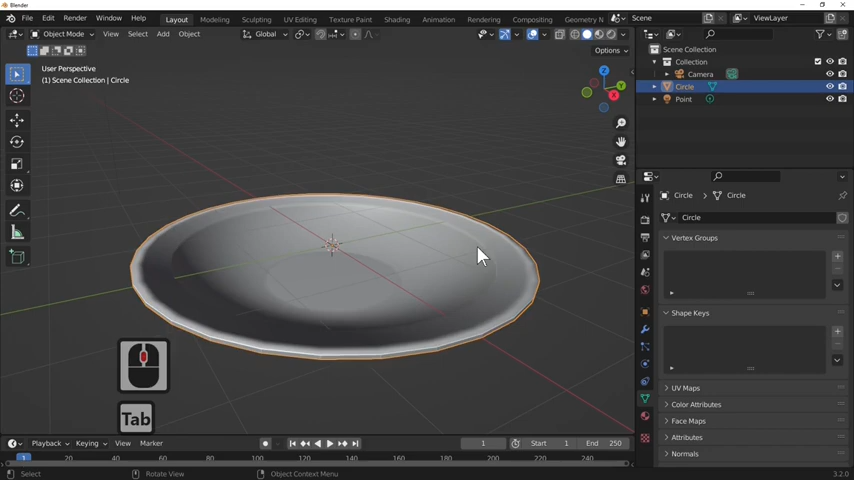 Blender
File Edit Render Window Help Layout Modeling Sculpting UV Editing Texture Paint Shading Animation Rendering Compositing Geometry N Scene ViewLayer
Object Mode View Select Add Object Global
Options
User Perspective
(1) Scene Collection | Circle
Z
Y
X
Tab
Scene Collection
Collection
Camera
Circle
Point
Circle Circle
Circle
Vertex Groups
Shape Keys
UV Maps
Color Attributes
Face Maps
Attributes
Normals
Playback Keying View Marker 1 Start 1 End 250
1 20 40 60 80 100 120 140 160 180 200 220 240
Select Rotate View Object Context Menu 3.2.0